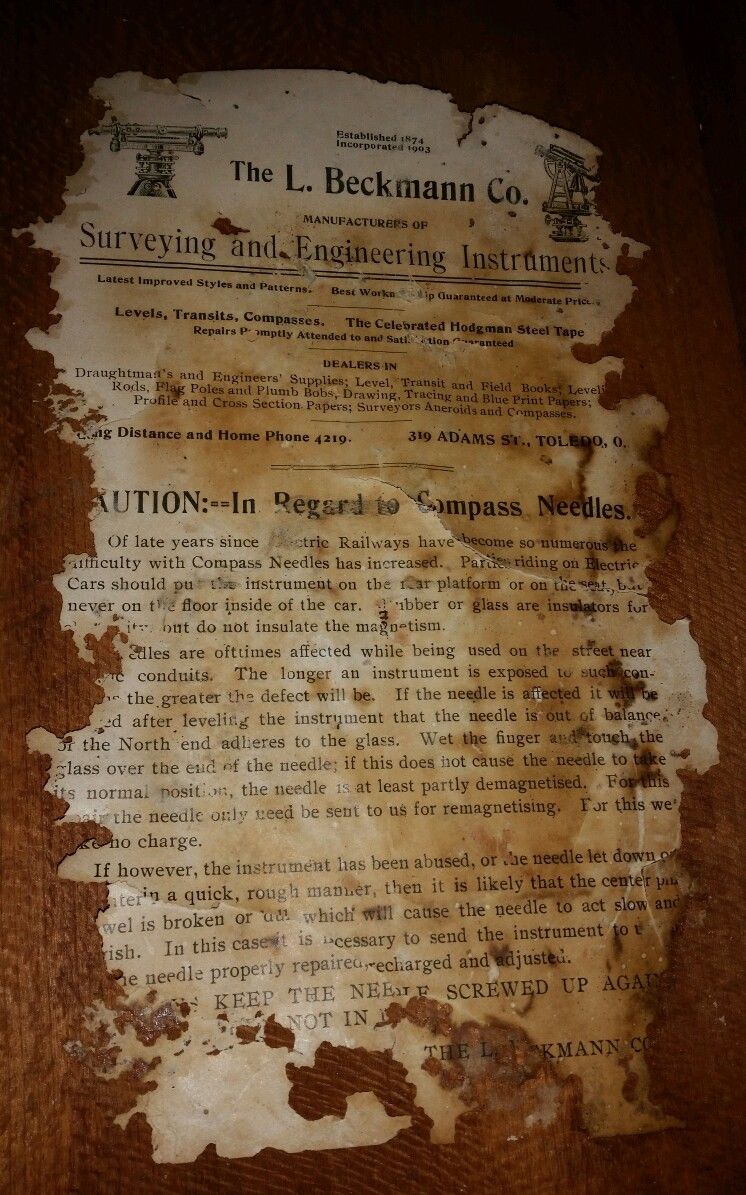 Established 1874
Incorporated 1903
The L. Beckmann Co.
MANUFACTURERS OF
Surveying and Engineering Instruments
Latest Improved Styles and Patterns. Best Guaranteed at Moderate
Levels, Transits, Compasses. The Celebrated Hodgman Steel Tape
Repairs Promptly Attended to and Guaranteed
DEALERS IN
Draughtman's and Engineers' Supplies; Level, Transit and Field Books; Level
Rods, Flag Poles and Plumb Bobs, Drawing, Tracing and Blue Print Papers;
Profile and Cross Section Papers; Surveyors Aneroids and Compasses.
Distance and Home Phone 4219. 319 ADAMS ST., TOLEDO, O.
AUTION:--In Regard to Compass Needles.
Of late years since Railways have become so numerous the
difficulty with Compass Needles has increased. Parties riding on Electric
Cars should put the instrument on the rear platform or on the seat, but
never on the floor inside of the car. Rubber or glass are insulators for
but do not insulate the magnetism.
are ofttimes affected while being used on the street near
conduits. The longer an instrument is exposed to such con-
the greater the defect will be. If the needle is affected it will be
after leveling the instrument that the needle is out of balance,
or the North end adheres to the glass. Wet the finger and touch the
glass over the end of the needle; if this does not cause the needle to take
its normal position, the needle is at least partly demagnetised. For this
the needle only need be sent to us for remagnetising. For this we
no charge.
If however, the instrument has been abused, or the needle let down
in a quick, rough manner, then it is likely that the center
is broken or which will cause the needle to act slow and
In this case it is necessary to send the instrument to
the needle properly repaired, recharged and adjusted.
KEEP THE NEEDLE SCREWED UP
NOT IN
THE L. BECKMANN CO